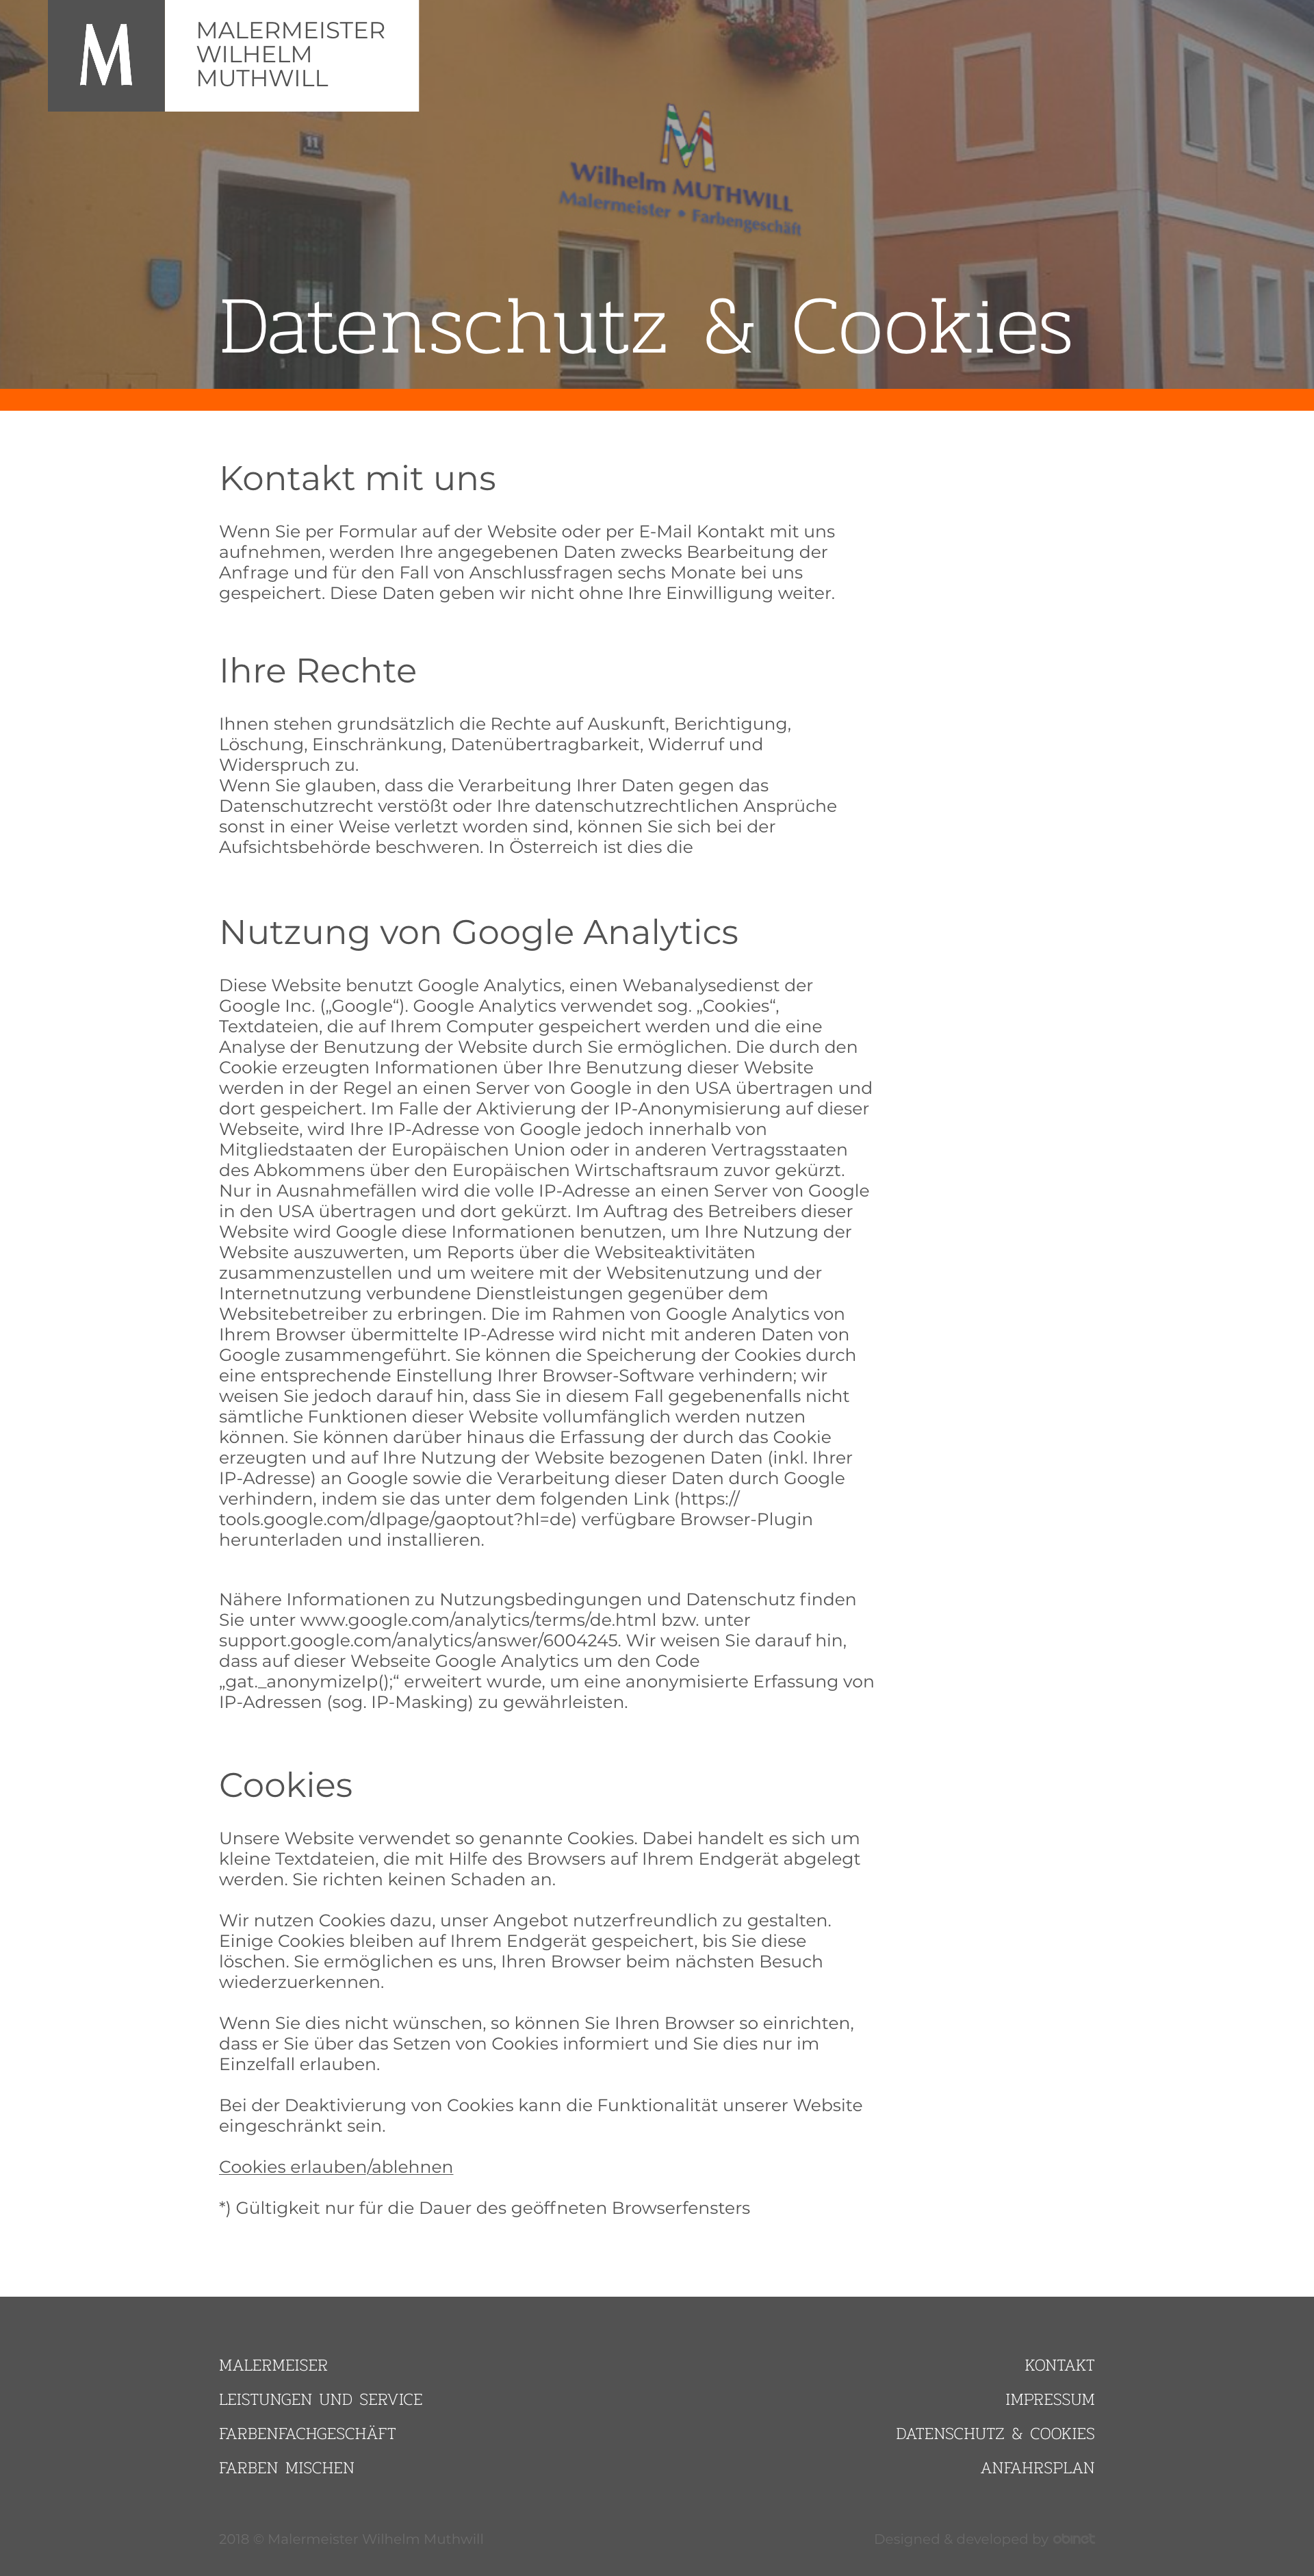 M
MALERMEISTER
WILHELM
MUTHWILL
11
M
Wilhelm MUTHWILL
Malermeister • Farbengeschäft
Datenschutz & Cookies
Kontakt mit uns
Wenn Sie per Formular auf der Website oder per E-Mail Kontakt mit uns
aufnehmen, werden Ihre angegebenen Daten zwecks Bearbeitung der
Anfrage und für den Fall von Anschlussfragen sechs Monate bei uns
gespeichert. Diese Daten geben wir nicht ohne Ihre Einwilligung weiter.
Ihre Rechte
Ihnen stehen grundsätzlich die Rechte auf Auskunft, Berichtigung,
Löschung, Einschränkung, Datenübertragbarkeit, Widerruf und
Widerspruch zu.
Wenn Sie glauben, dass die Verarbeitung Ihrer Daten gegen das
Datenschutzrecht verstößt oder Ihre datenschutzrechtlichen Ansprüche
sonst in einer Weise verletzt worden sind, können Sie sich bei der
Aufsichtsbehörde beschweren. In Österreich ist dies die
Nutzung von Google Analytics
Diese Website benutzt Google Analytics, einen Webanalysedienst der
Google Inc. („Google“). Google Analytics verwendet sog. „Cookies“,
Textdateien, die auf Ihrem Computer gespeichert werden und die eine
Analyse der Benutzung der Website durch Sie ermöglichen. Die durch den
Cookie erzeugten Informationen über Ihre Benutzung dieser Website
werden in der Regel an einen Server von Google in den USA übertragen und
dort gespeichert. Im Falle der Aktivierung der IP-Anonymisierung auf dieser
Webseite, wird Ihre IP-Adresse von Google jedoch innerhalb von
Mitgliedstaaten der Europäischen Union oder in anderen Vertragsstaaten
des Abkommens über den Europäischen Wirtschaftsraum zuvor gekürzt.
Nur in Ausnahmefällen wird die volle IP-Adresse an einen Server von Google
in den USA übertragen und dort gekürzt. Im Auftrag des Betreibers dieser
Website wird Google diese Informationen benutzen, um Ihre Nutzung der
Website auszuwerten, um Reports über die Websiteaktivitäten
zusammenzustellen und um weitere mit der Websitenutzung und der
Internetnutzung verbundene Dienstleistungen gegenüber dem
Websitebetreiber zu erbringen. Die im Rahmen von Google Analytics von
Ihrem Browser übermittelte IP-Adresse wird nicht mit anderen Daten von
Google zusammengeführt. Sie können die Speicherung der Cookies durch
eine entsprechende Einstellung Ihrer Browser-Software verhindern; wir
weisen Sie jedoch darauf hin, dass Sie in diesem Fall gegebenenfalls nicht
sämtliche Funktionen dieser Website vollumfänglich werden nutzen
können. Sie können darüber hinaus die Erfassung der durch das Cookie
erzeugten und auf Ihre Nutzung der Website bezogenen Daten (inkl. Ihrer
IP-Adresse) an Google sowie die Verarbeitung dieser Daten durch Google
verhindern, indem sie das unter dem folgenden Link (https://
tools.google.com/dlpage/gaoptout?hl=de) verfügbare Browser-Plugin
herunterladen und installieren.
Nähere Informationen zu Nutzungsbedingungen und Datenschutz finden
Sie unter www.google.com/analytics/terms/de.html bzw. unter
support.google.com/analytics/answer/6004245. Wir weisen Sie darauf hin,
dass auf dieser Webseite Google Analytics um den Code
„gat._anonymizeIp();“ erweitert wurde, um eine anonymisierte Erfassung von
IP-Adressen (sog. IP-Masking) zu gewährleisten.
Cookies
Unsere Website verwendet so genannte Cookies. Dabei handelt es sich um
kleine Textdateien, die mit Hilfe des Browsers auf Ihrem Endgerät abgelegt
werden. Sie richten keinen Schaden an.
Wir nutzen Cookies dazu, unser Angebot nutzerfreundlich zu gestalten.
Einige Cookies bleiben auf Ihrem Endgerät gespeichert, bis Sie diese
löschen. Sie ermöglichen es uns, Ihren Browser beim nächsten Besuch
wiederzuerkennen.
Wenn Sie dies nicht wünschen, so können Sie Ihren Browser so einrichten,
dass er Sie über das Setzen von Cookies informiert und Sie dies nur im
Einzelfall erlauben.
Bei der Deaktivierung von Cookies kann die Funktionalität unserer Website
eingeschränkt sein.
Cookies erlauben/ablehnen
*) Gültigkeit nur für die Dauer des geöffneten Browserfensters
MALERMEISER
LEISTUNGEN UND SERVICE
FARBENFACHGESCHÄFT
FARBEN MISCHEN
KONTAKT
IMPRESSUM
DATENSCHUTZ & COOKIES
ANFAHRSPLAN
2018 © Malermeister Wilhelm Muthwill
Designed & developed by obinot